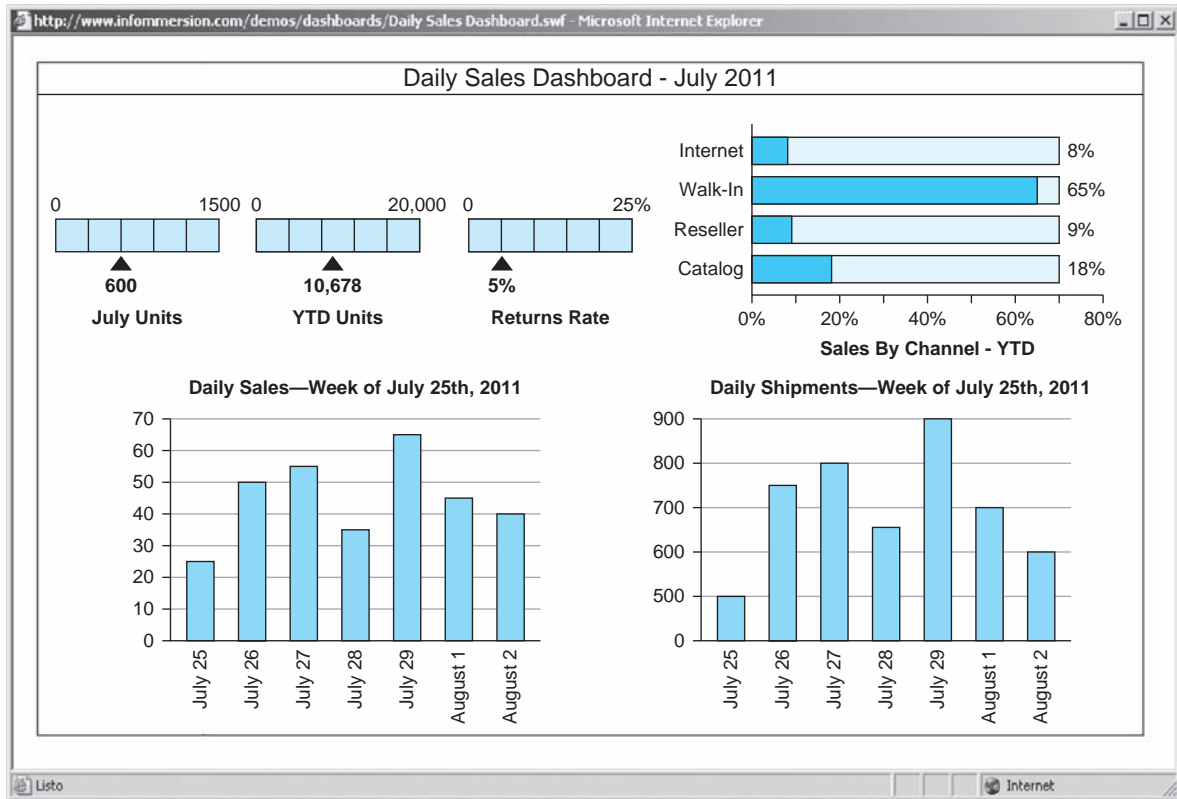 http://www.infommersion.com/demos/dashboards/Daily Sales Dashboard.swf - Microsoft Internet Explorer
Daily Sales Dashboard - July 2011
0 1500
600
July Units
0 20,000
10,678
YTD Units
0 25%
5%
Returns Rate
Internet 8%
Walk-In 65%
Reseller 9%
Catalog 18%
0% 20% 40% 60% 80%
Sales By Channel - YTD
Daily Sales—Week of July 25th, 2011
70
60
50
40
30
20
10
0
July 25
July 26
July 27
July 28
July 29
August 1
August 2
Daily Shipments—Week of July 25th, 2011
900
800
700
600
500
0
July 25
July 26
July 27
July 28
July 29
August 1
August 2
Listo
Internet